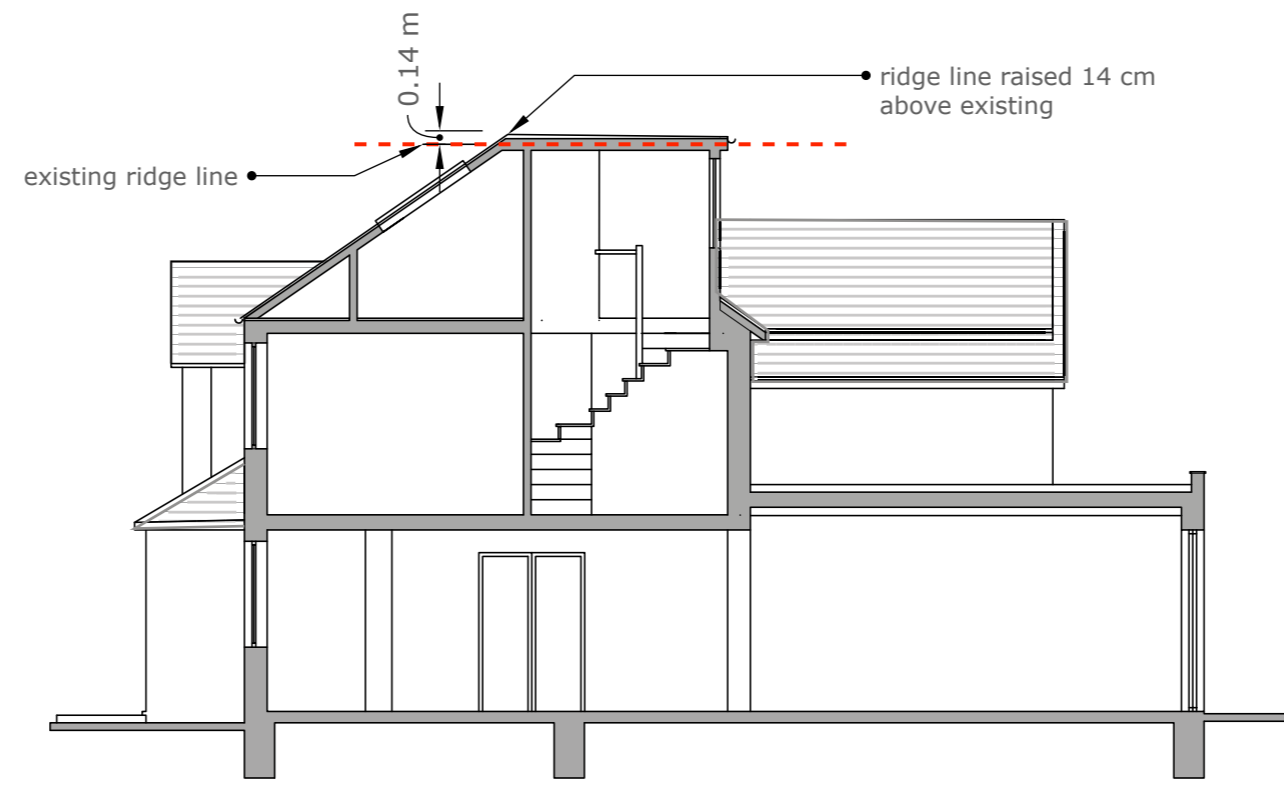 0.14 m
ridge line raised 14 cm
above existing
existing ridge line